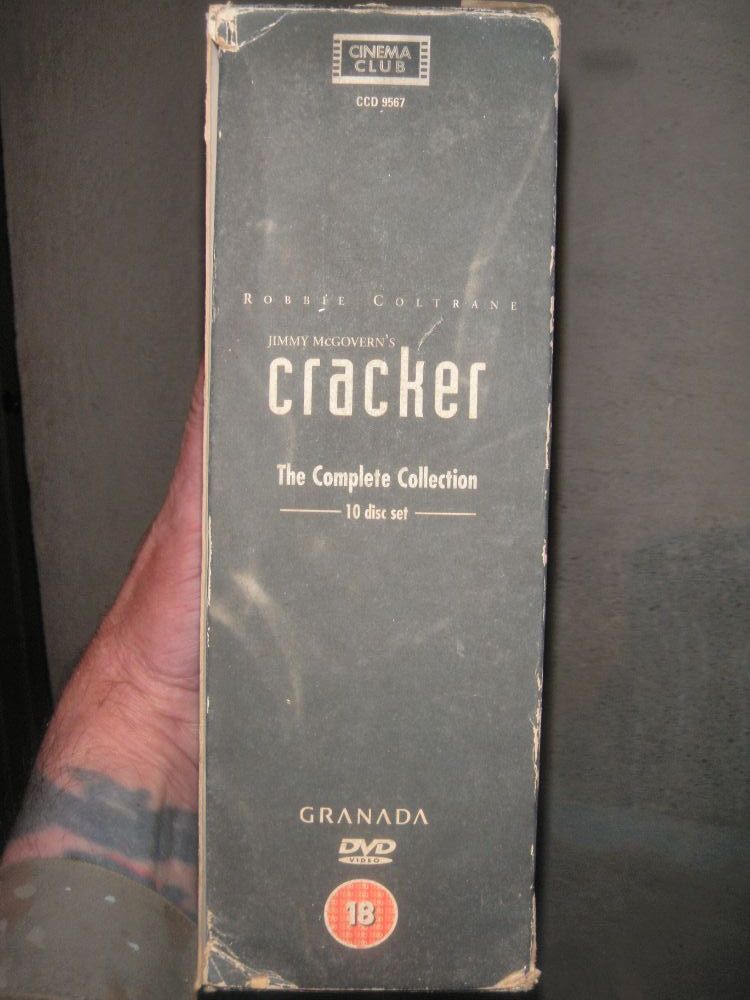 CINEMA
CLUB
CCD 9567
ROBBIE COLTRANE
JIMMY McGOVERN'S
cracker
The Complete Collection
10 disc set
GRANADA
DVD
VIDEO
18